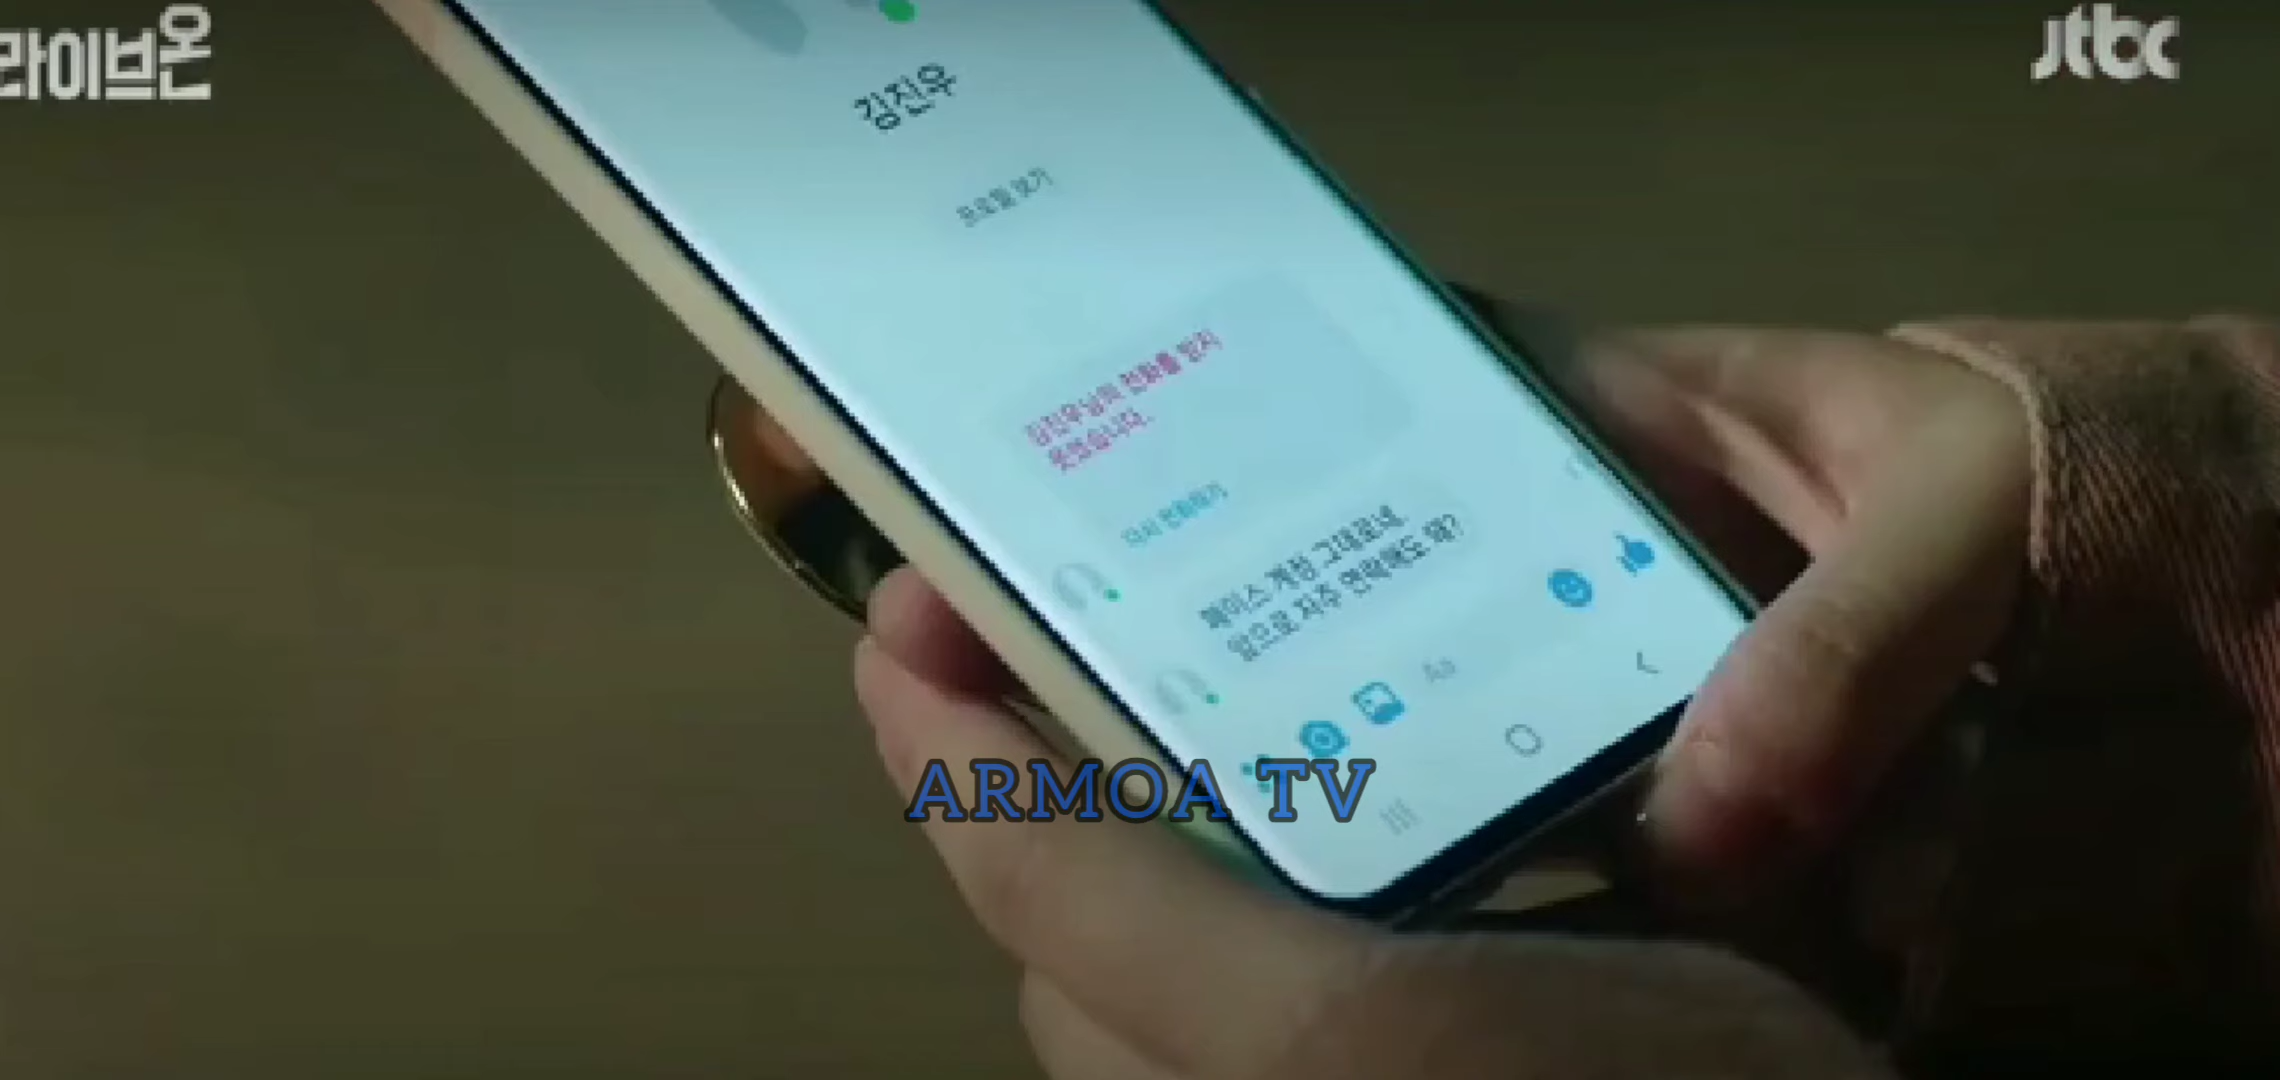 라이브온
jtbc
김진우
프로필 보기
김진우님의 전화를 받지
못했습니다.
다시 전화하기
페이스 계정 그대로네
앞으로 자주 연락해도 돼?
Aa
ARMOA TV